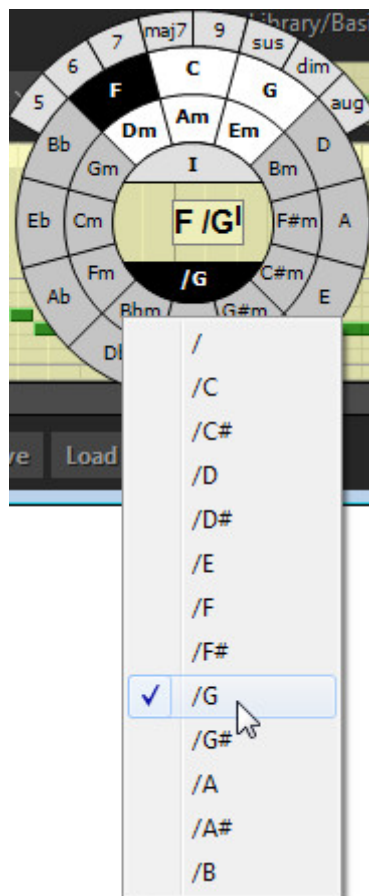 Library/Bas
5
6
7
maj7
9
sus
dim
aug
Bb
F
C
G
D
Gm
Dm
Am
Em
Bm
I
Eb
Cm
F /G I
F#m
A
Ab
Fm
/G
C#m
E
Bbm
G#m
ve
Load
/
/C
/C#
/D
/D#
/E
/F
/F#
/G
/G#
/A
/A#
/B